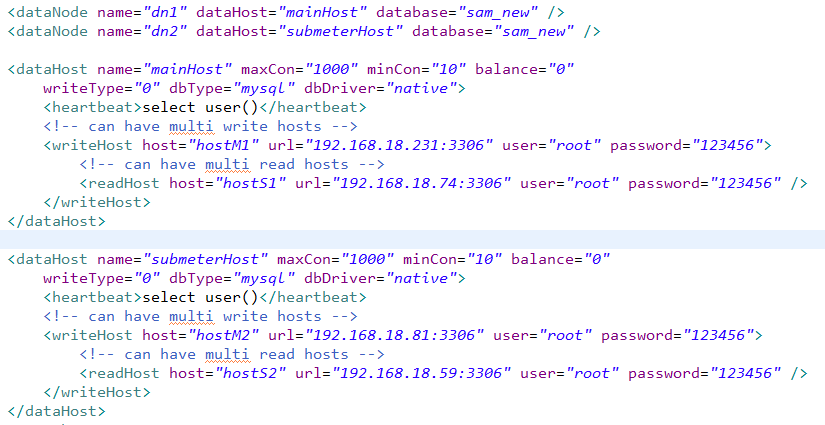 <dataNode name="dn1" dataHost="mainHost" database="sam_new" />
<dataNode name="dn2" dataHost="submeterHost" database="sam_new" />
<dataHost name="mainHost" maxCon="1000" minCon="10" balance="0"
writeType="0" dbType="mysql" dbDriver="native">
<heartbeat>select user()</heartbeat>
<!-- can have multi write hosts -->
<writeHost host="hostM1" url="192.168.18.231:3306" user="root" password="123456">
<!-- can have multi read hosts -->
<readHost host="hostS1" url="192.168.18.74:3306" user="root" password="123456" />
</writeHost>
</dataHost>
<dataHost name="submeterHost" maxCon="1000" minCon="10" balance="0"
writeType="0" dbType="mysql" dbDriver="native">
<heartbeat>select user()</heartbeat>
<!-- can have multi write hosts -->
<writeHost host="hostM2" url="192.168.18.81:3306" user="root" password="123456">
<!-- can have multi read hosts -->
<readHost host="hostS2" url="192.168.18.59:3306" user="root" password="123456" />
</writeHost>
</dataHost>